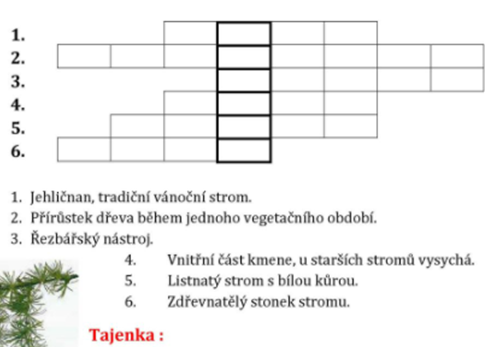 1.
2.
3.
4.
5.
6.
1. Jehličnan, tradiční vánoční strom.
2. Přírůstek dřeva během jednoho vegetačního období.
3. Řezbářský nástroj.
4. Vnitřní část kmene, u starších stromů vysychá.
5. Listnatý strom s bílou kůrou.
6. Zdřevnatělý stonek stromu.
Tajenka :